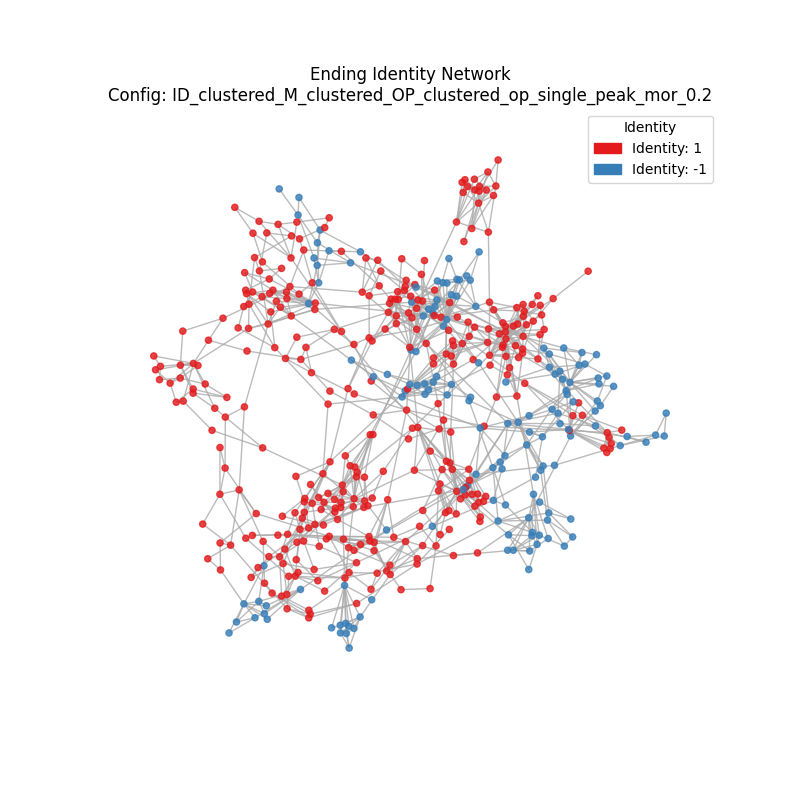 Ending Identity Network
Config: ID_clustered_M_clustered_OP_clustered_op_single_peak_mor_0.2
Identity
Identity: 1
Identity: -1